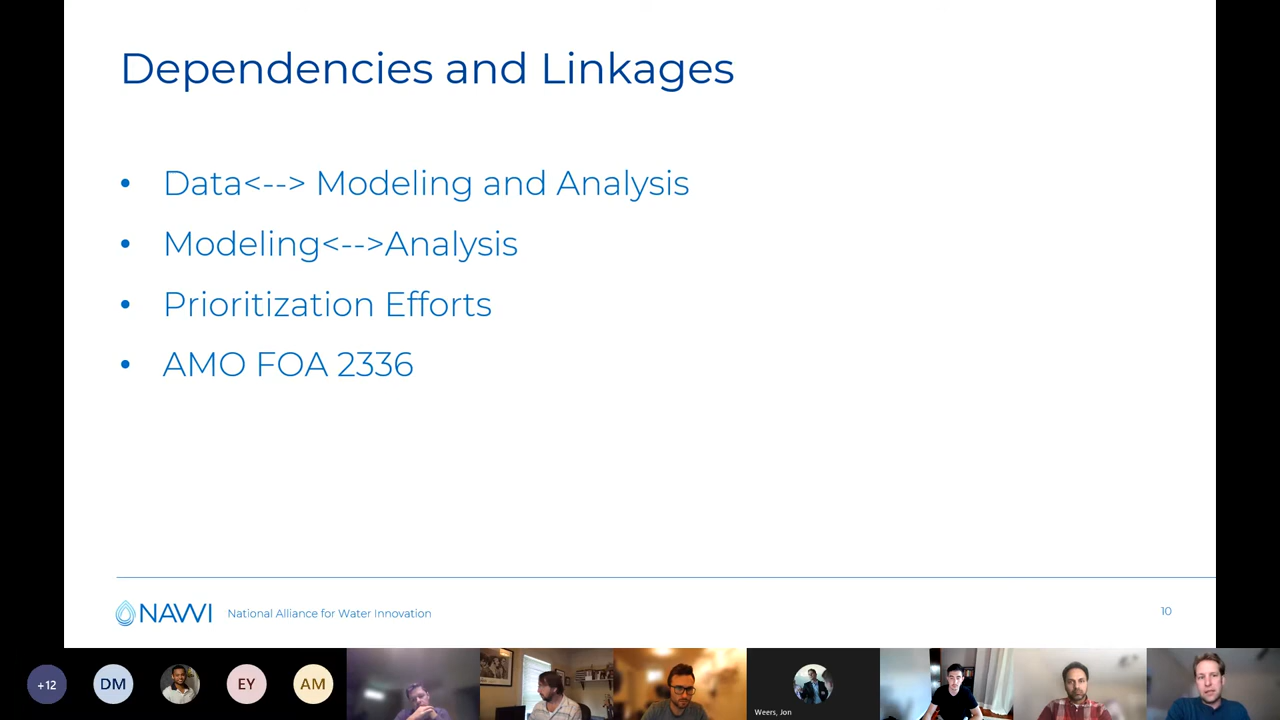 Dependencies and Linkages
• Data<--> Modeling and Analysis
• Modeling<-->Analysis
• Prioritization Efforts
• AMO FOA 2336
NAWI National Alliance for Water Innovation
10
+12 DM EY AM
Weers, Jon